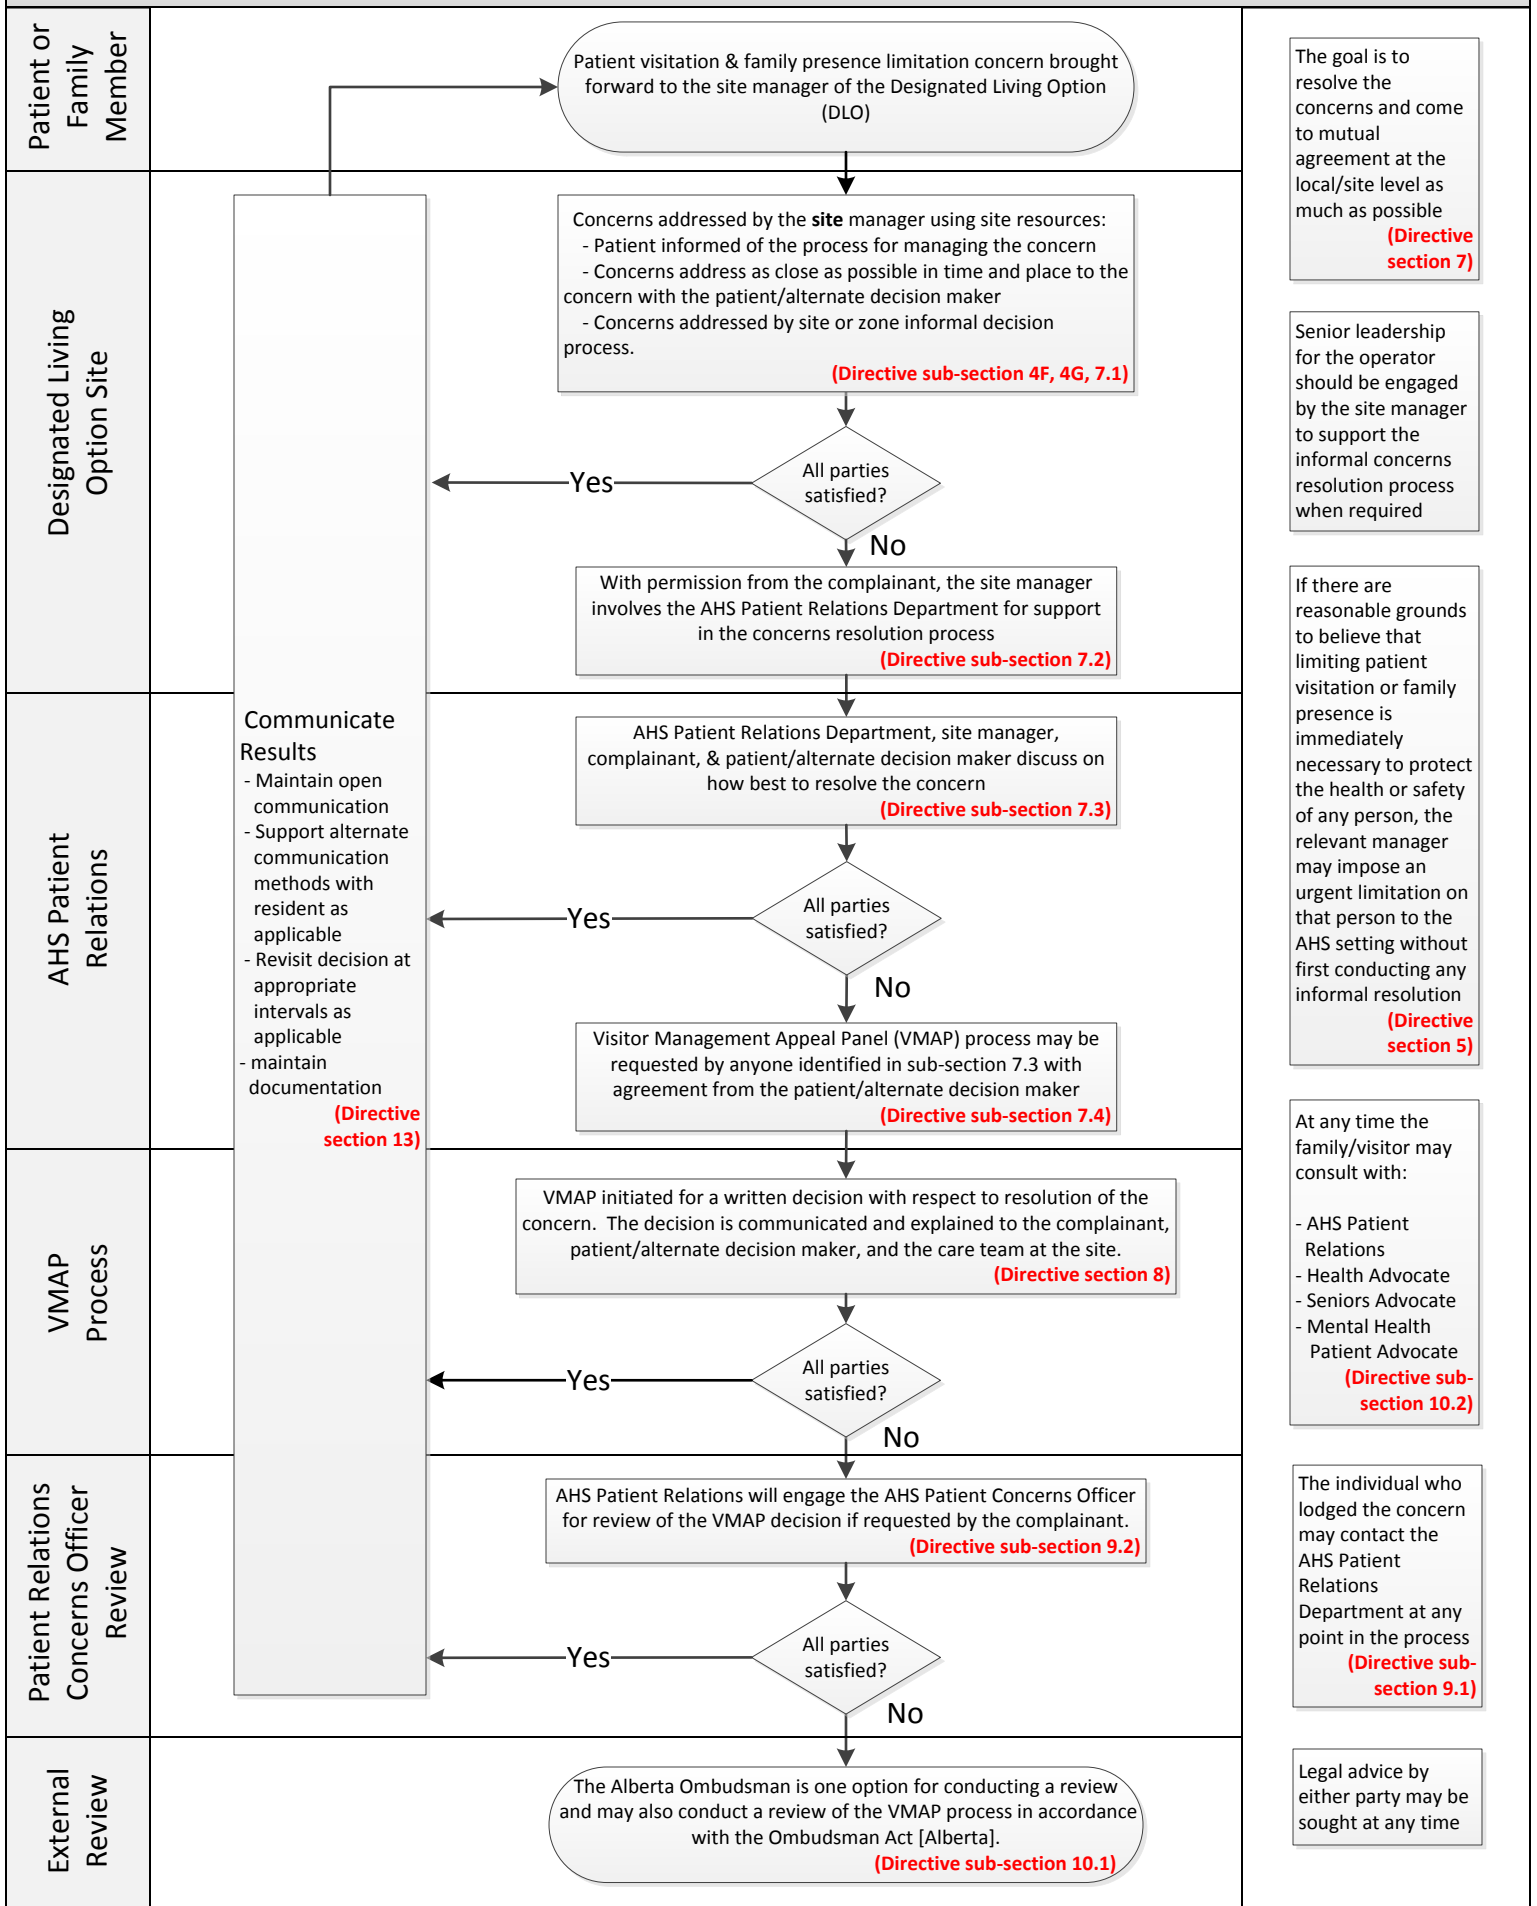 Patient or
Family
Member
Patient visitation & family presence limitation concern brought
forward to the site manager of the Designated Living Option
(DLO)
Designated Living
Option Site
Concerns addressed by the site manager using site resources:
- Patient informed of the process for managing the concern
- Concerns address as close as possible in time and place to the
concern with the patient/alternate decision maker
- Concerns addressed by site or zone informal decision
process.
(Directive sub-section 4F, 4G, 7.1)
All parties
satisfied?
Yes
No
With permission from the complainant, the site manager
involves the AHS Patient Relations Department for support
in the concerns resolution process
(Directive sub-section 7.2)
Communicate
Results
- Maintain open
communication
- Support alternate
communication
methods with
resident as
applicable
- Revisit decision at
appropriate
intervals as
applicable
- maintain
documentation
(Directive
section 13)
AHS Patient
Relations
AHS Patient Relations Department, site manager,
complainant, & patient/alternate decision maker discuss on
how best to resolve the concern
(Directive sub-section 7.3)
All parties
satisfied?
Yes
No
Visitor Management Appeal Panel (VMAP) process may be
requested by anyone identified in sub-section 7.3 with
agreement from the patient/alternate decision maker
(Directive sub-section 7.4)
VMAP
Process
VMAP initiated for a written decision with respect to resolution of the
concern.  The decision is communicated and explained to the complainant,
patient/alternate decision maker, and the care team at the site.
(Directive section 8)
All parties
satisfied?
Yes
No
Patient Relations
Concerns Officer
Review
AHS Patient Relations will engage the AHS Patient Concerns Officer
for review of the VMAP decision if requested by the complainant.
(Directive sub-section 9.2)
All parties
satisfied?
Yes
No
External
Review
The Alberta Ombudsman is one option for conducting a review
and may also conduct a review of the VMAP process in accordance
with the Ombudsman Act [Alberta].
(Directive sub-section 10.1)
The goal is to
resolve the
concerns and come
to mutual
agreement at the
local/site level as
much as possible
(Directive
section 7)
Senior leadership
for the operator
should be engaged
by the site manager
to support the
informal concerns
resolution process
when required
If there are
reasonable grounds
to believe that
limiting patient
visitation or family
presence is
immediately
necessary to protect
the health or safety
of any person, the
relevant manager
may impose an
urgent limitation on
that person to the
AHS setting without
first conducting any
informal resolution
(Directive
section 5)
At any time the
family/visitor may
consult with:
- AHS Patient
Relations
- Health Advocate
- Seniors Advocate
- Mental Health
Patient Advocate
(Directive sub-
section 10.2)
The individual who
lodged the concern
may contact the
AHS Patient
Relations
Department at any
point in the process
(Directive sub-
section 9.1)
Legal advice by
either party may be
sought at any time